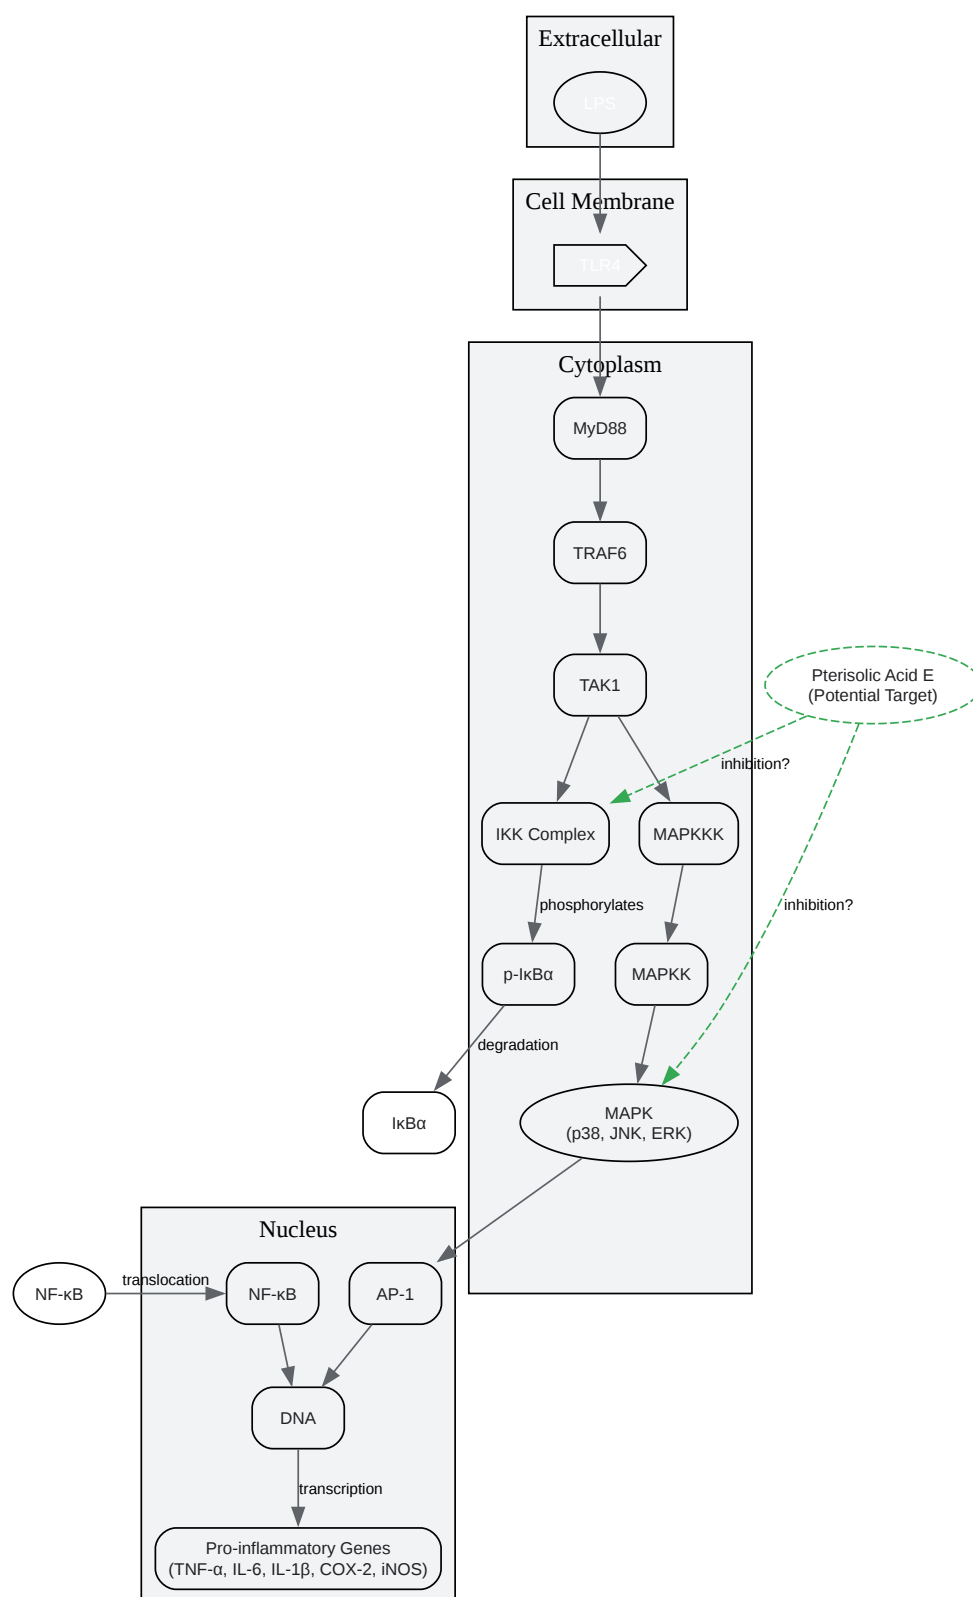 Extracellular
LPS
Cell Membrane
TLR4
Cytoplasm
MyD88
TRAF6
TAK1
Pterisolic Acid E
(Potential Target)
inhibition?
IKK Complex
MAPKKK
phosphorylates
inhibition?
p-IκBα
MAPKK
degradation
IκBα
MAPK
(p38, JNK, ERK)
Nucleus
translocation
NF-κB
NF-κB
AP-1
DNA
transcription
Pro-inflammatory Genes
(TNF-α, IL-6, IL-1β, COX-2, iNOS)